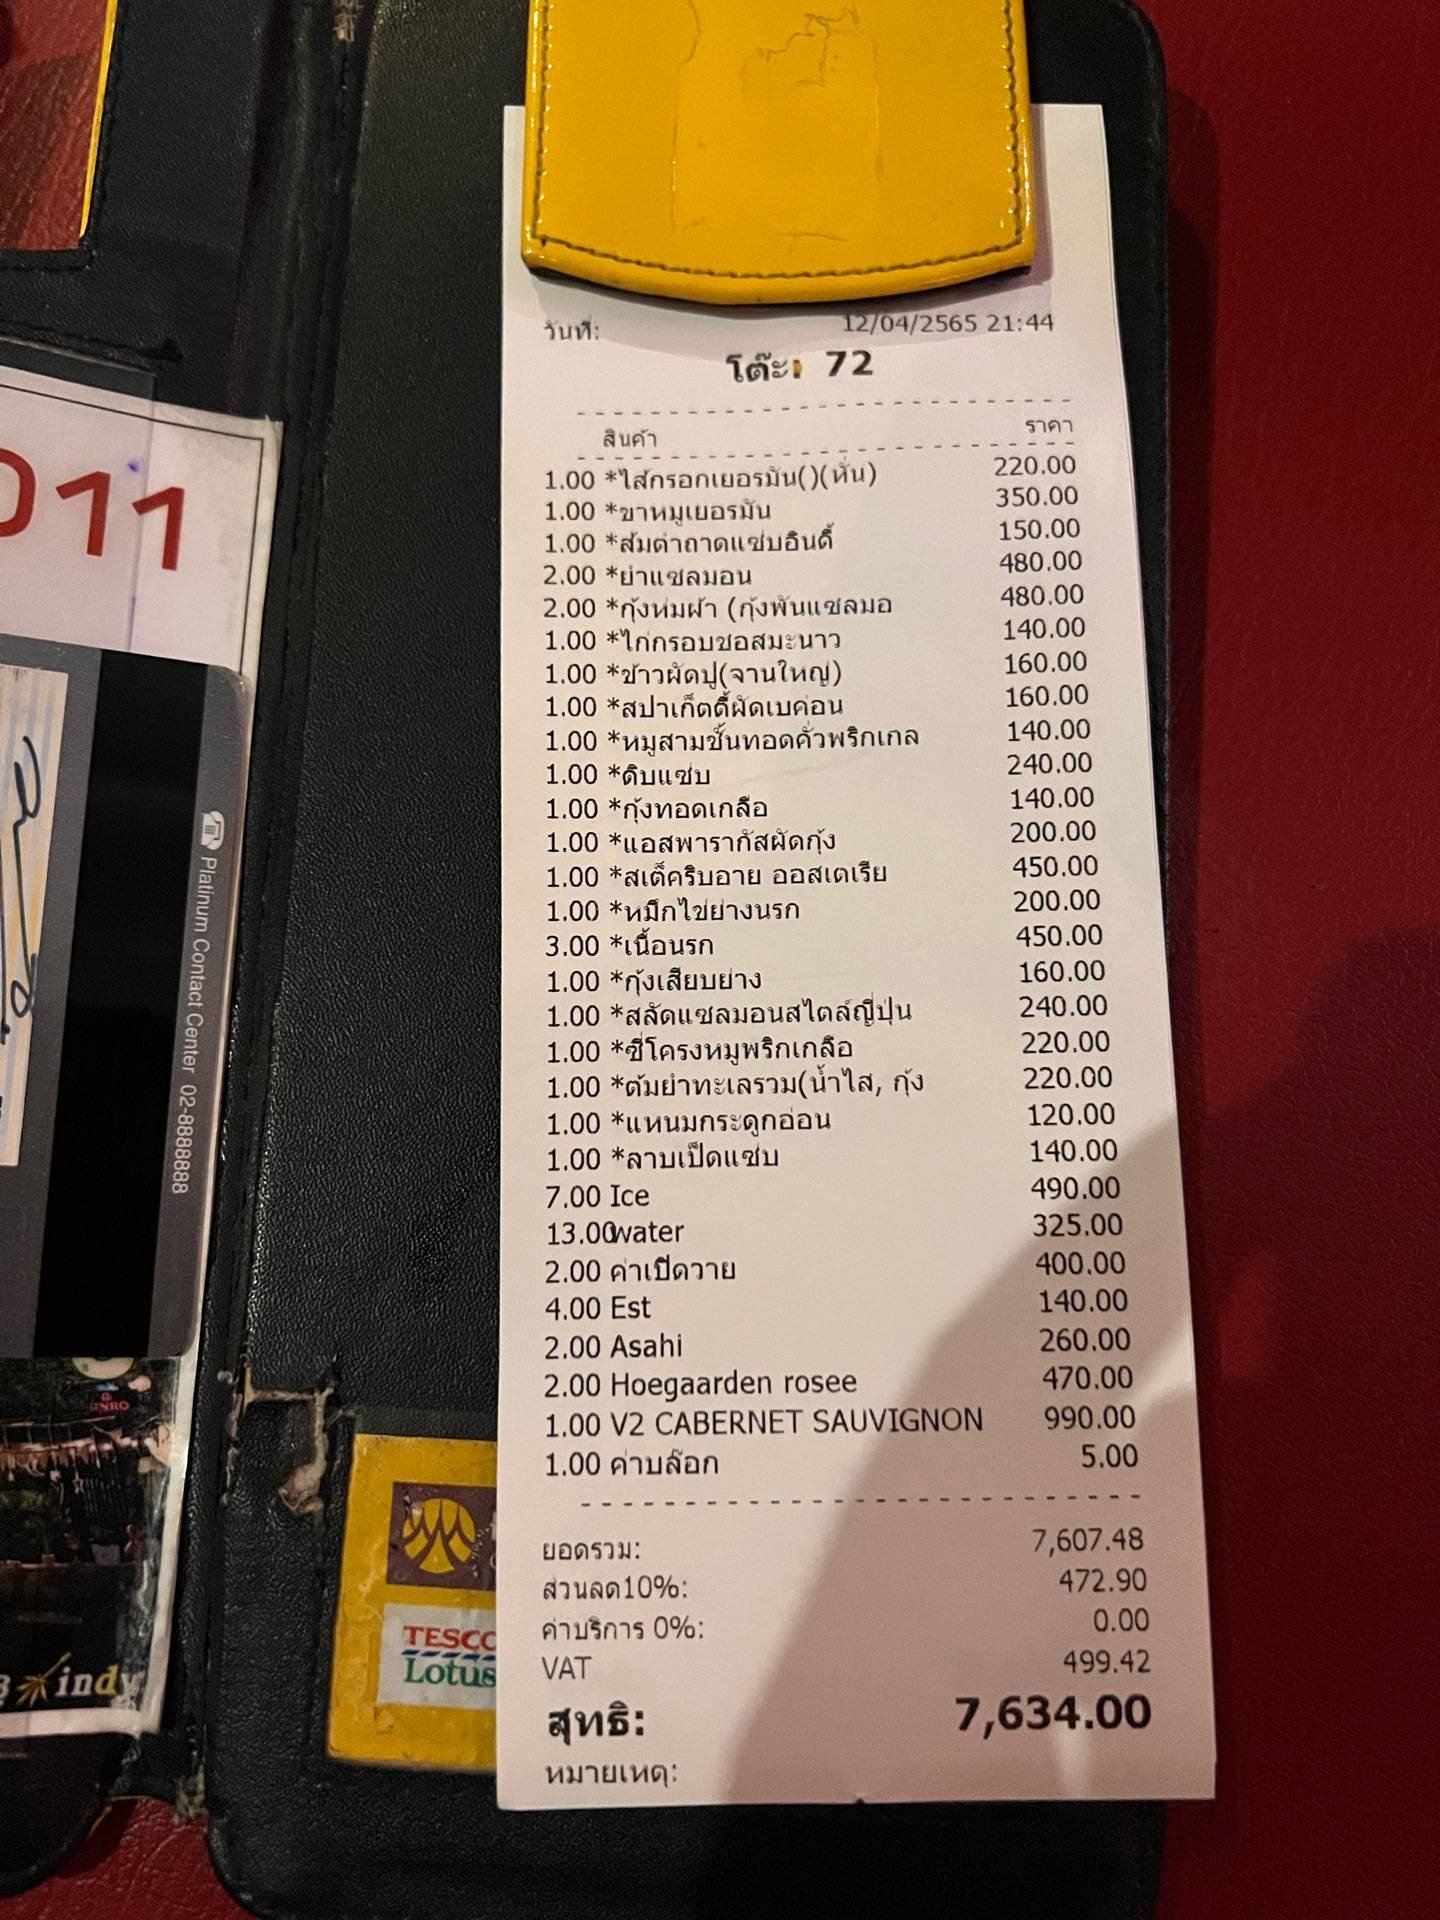 วันที่: 12/04/2565 21:44
โต๊ะ: 72
สินค้า ราคา
1.00 *ไส้กรอกเยอรมัน()(หั่น) 220.00
1.00 *ขาหมูเยอรมัน 350.00
1.00 *ส้มตำถาดแซ่บอินดี้ 150.00
2.00 *ยำแซลมอน 480.00
2.00 *กุ้งห่มผ้า (กุ้งพันแซลมอ 480.00
1.00 *ไก่กรอบซอสมะนาว 140.00
1.00 *ข้าวผัดปู(จานใหญ่) 160.00
1.00 *สปาเก็ตตี้ผัดเบค่อน 160.00
1.00 *หมูสามชั้นทอดคั่วพริกเกล 140.00
1.00 *ดิบแซ่บ 240.00
1.00 *กุ้งทอดเกลือ 140.00
1.00 *แอสพารากัสผัดกุ้ง 200.00
1.00 *สเต็คริบอาย ออสเตเรีย 450.00
1.00 *หมึกไข่ย่างนรก 200.00
3.00 *เนื้อนรก 450.00
1.00 *กุ้งเสียบย่าง 160.00
1.00 *สลัดแซลมอนสไตล์ญี่ปุ่น 240.00
1.00 *ซี่โครงหมูพริกเกลือ 220.00
1.00 *ต้มยำทะเลรวม(น้ำใส, กุ้ง 220.00
1.00 *แหนมกระดูกอ่อน 120.00
1.00 *ลาบเป็ดแซ่บ 140.00
7.00 Ice 490.00
13.00water 325.00
2.00 ค่าเปิดวาย 400.00
4.00 Est 140.00
2.00 Asahi 260.00
2.00 Hoegaarden rosee 470.00
1.00 V2 CABERNET SAUVIGNON 990.00
1.00 ค่าบล๊อก 5.00
ยอดรวม: 7,607.48
ส่วนลด10%: 472.90
ค่าบริการ 0%: 0.00
VAT 499.42
สุทธิ: 7,634.00
หมายเหตุ:
011
Platinum Contact Center 02-8888888
indy
TESCO
Lotus